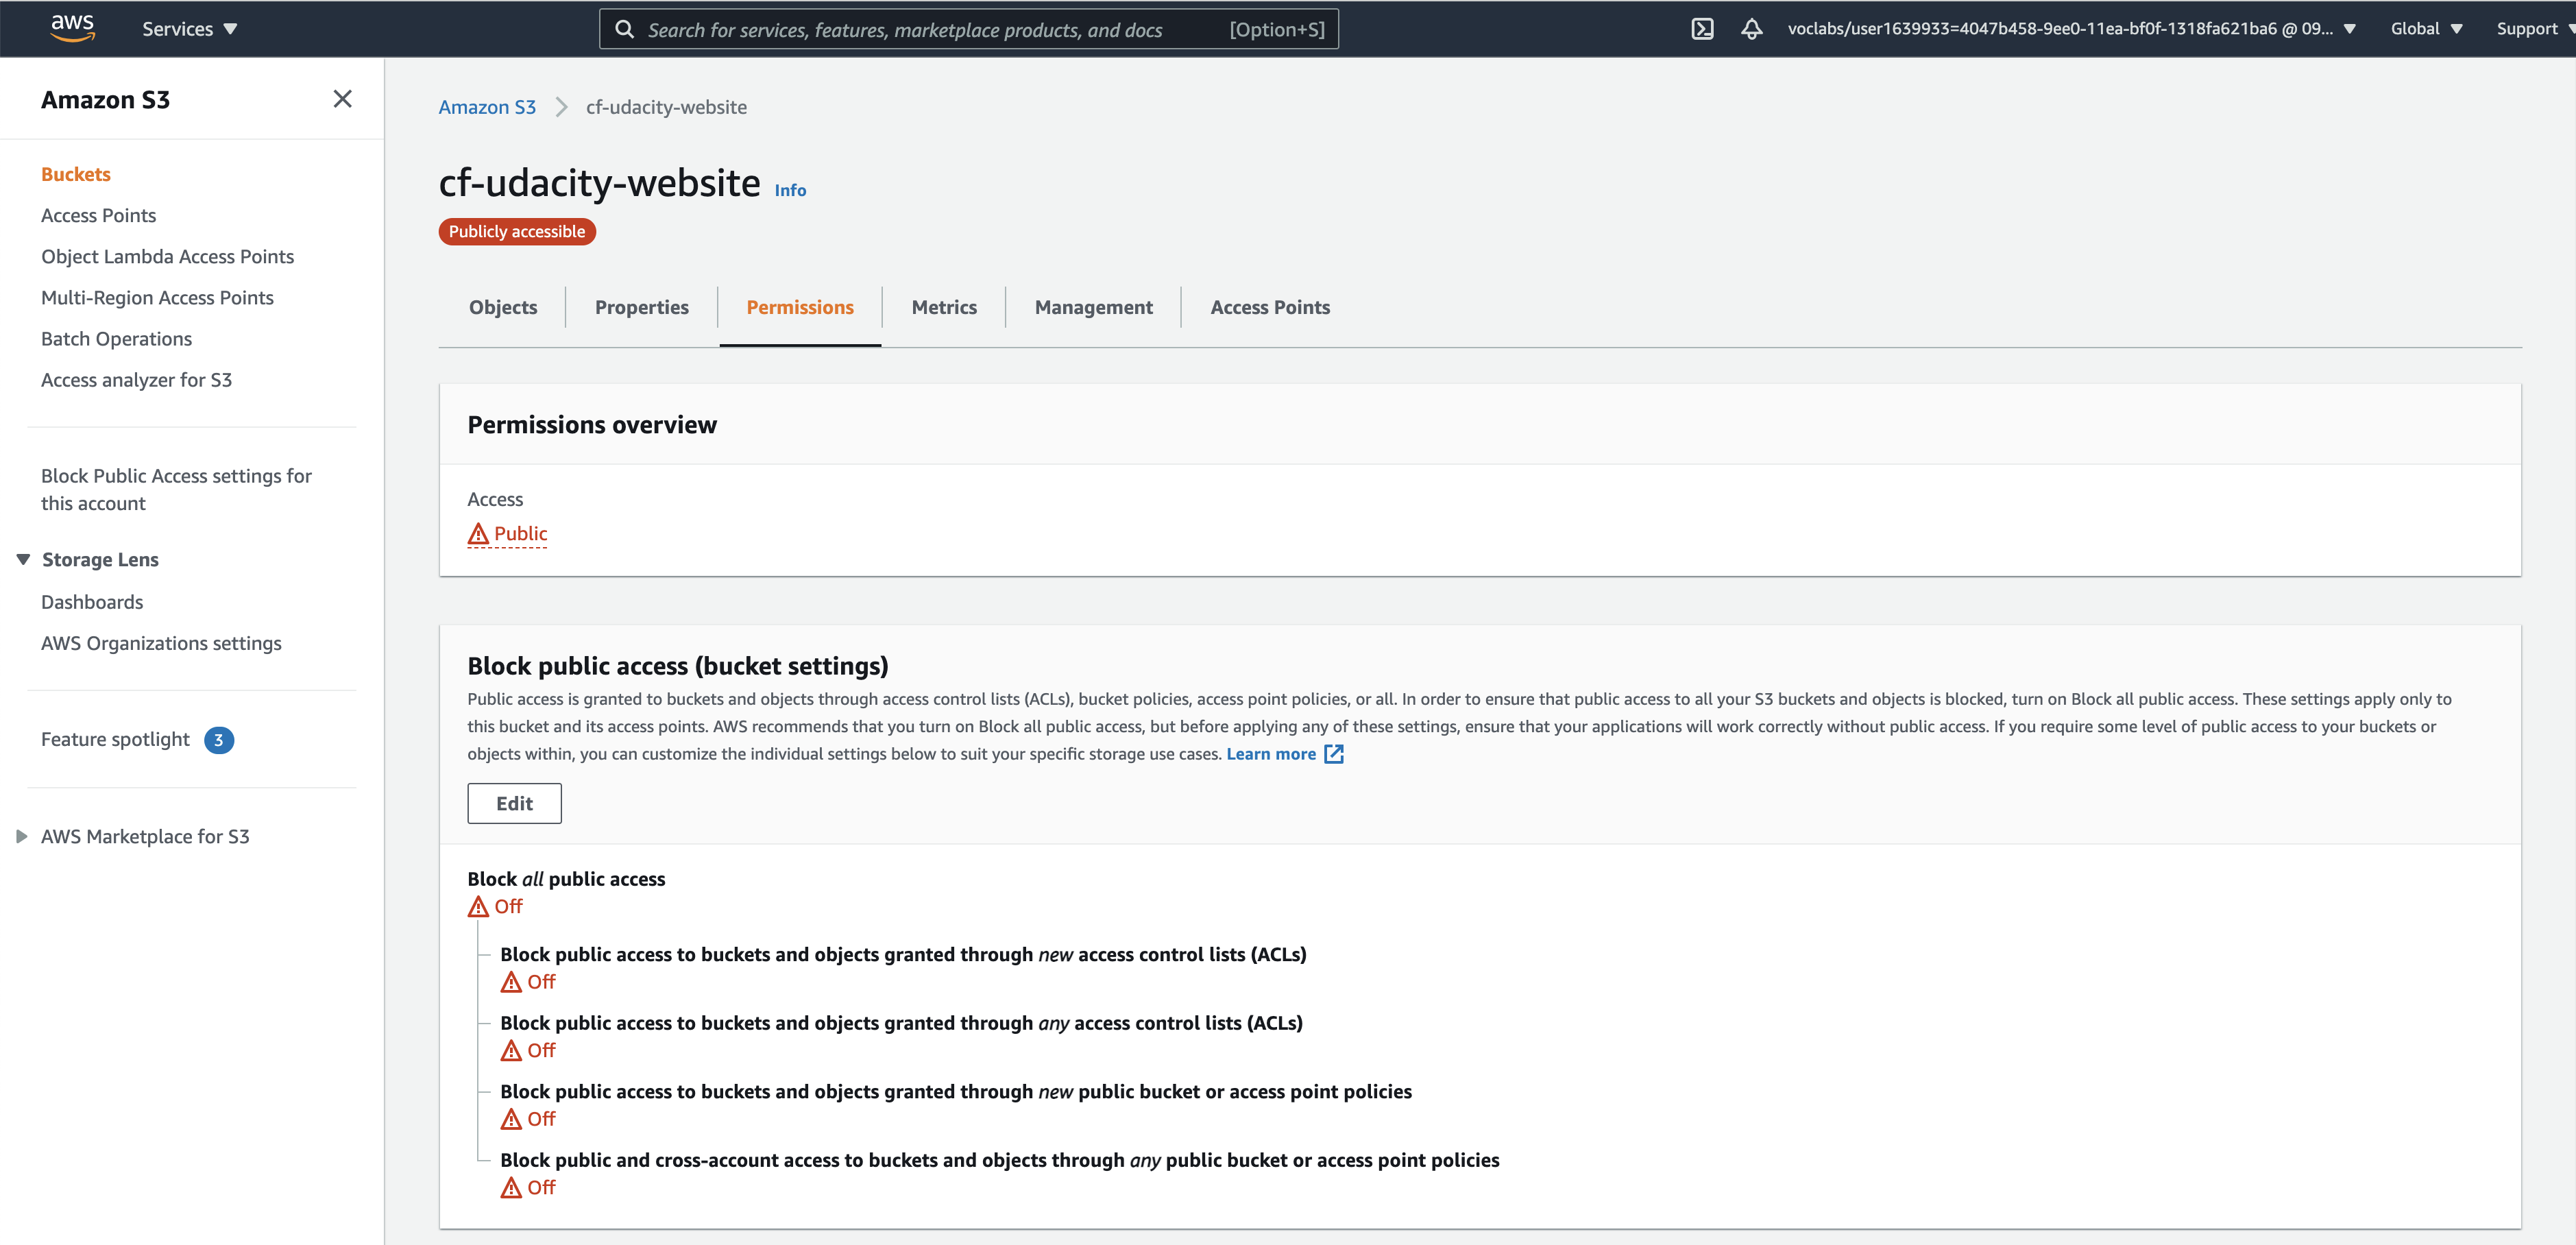 aws
Services
Search for services, features, marketplace products, and docs [Option+S]
voclabs/user1639933=4047b458-9ee0-11ea-bf0f-1318fa621ba6 @ 09...
Global
Support
Amazon S3
Buckets
Access Points
Object Lambda Access Points
Multi-Region Access Points
Batch Operations
Access analyzer for S3
Block Public Access settings for
this account
Storage Lens
Dashboards
AWS Organizations settings
Feature spotlight 3
AWS Marketplace for S3
Amazon S3 > cf-udacity-website
cf-udacity-website Info
Publicly accessible
Objects Properties Permissions Metrics Management Access Points
Permissions overview
Access
Public
Block public access (bucket settings)
Public access is granted to buckets and objects through access control lists (ACLs), bucket policies, access point policies, or all. In order to ensure that public access to all your S3 buckets and objects is blocked, turn on Block all public access. These settings apply only to
this bucket and its access points. AWS recommends that you turn on Block all public access, but before applying any of these settings, ensure that your applications will work correctly without public access. If you require some level of public access to your buckets or
objects within, you can customize the individual settings below to suit your specific storage use cases. Learn more
Edit
Block all public access
Off
Block public access to buckets and objects granted through new access control lists (ACLs)
Off
Block public access to buckets and objects granted through any access control lists (ACLs)
Off
Block public access to buckets and objects granted through new public bucket or access point policies
Off
Block public and cross-account access to buckets and objects through any public bucket or access point policies
Off